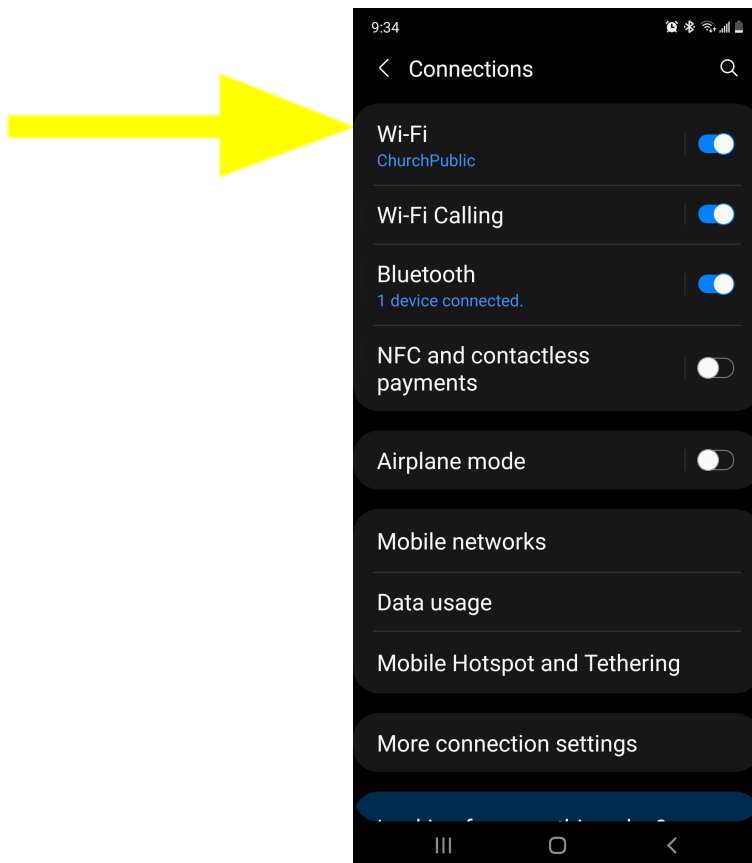 9:34
Connections
Wi-Fi
ChurchPublic
Wi-Fi Calling
Bluetooth
1 device connected.
NFC and contactless
payments
Airplane mode
Mobile networks
Data usage
Mobile Hotspot and Tethering
More connection settings